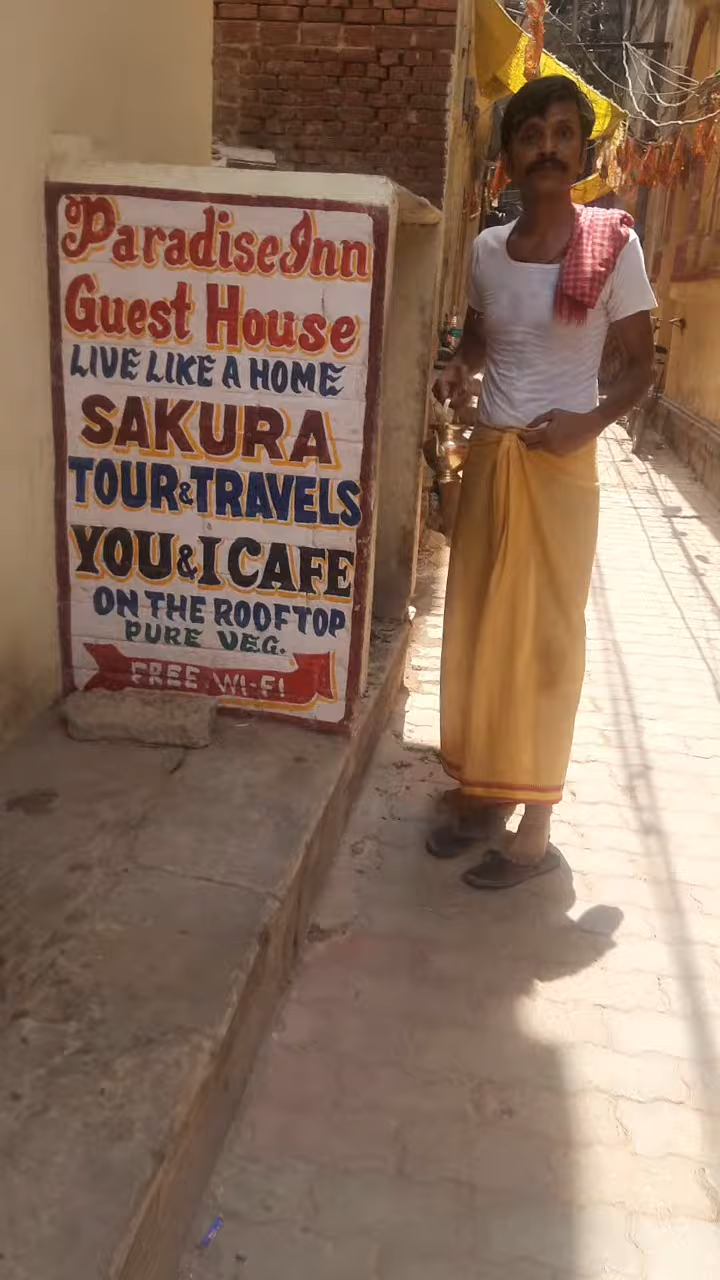 Paradise Inn
Guest House
LIVE LIKE A HOME
SAKURA
TOUR & TRAVELS
YOU & I CAFE
ON THE ROOFTOP
PURE VEG.
FREE WI-FI